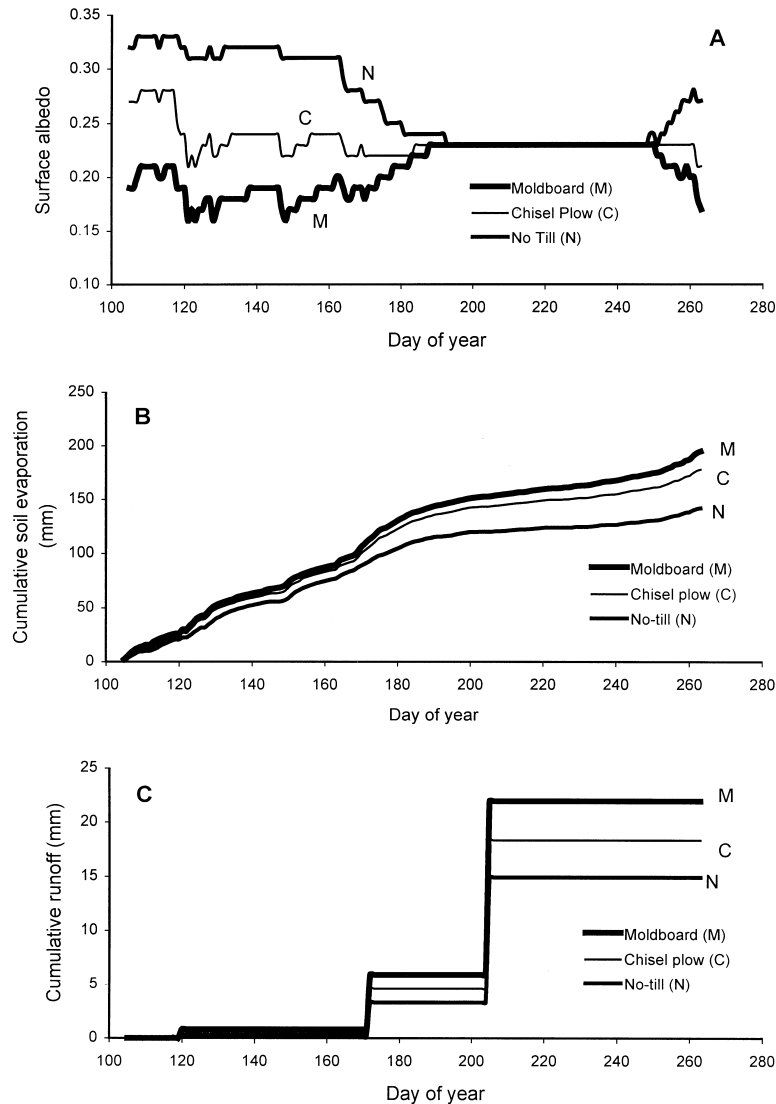 A
0.35
0.30
0.25
0.20
0.15
0.10
Surface albedo
N
C
M
Moldboard (M)
Chisel Plow (C)
No Till (N)
100 120 140 160 180 200 220 240 260 280
Day of year
B
250
200
150
100
50
0
Cumulative soil evaporation
(mm)
M
C
N
Moldboard (M)
Chisel plow (C)
No-till (N)
100 120 140 160 180 200 220 240 260 280
Day of year
C
25
20
15
10
5
0
Cumulative runoff (mm)
M
C
N
Moldboard (M)
Chisel plow (C)
No-till (N)
100 120 140 160 180 200 220 240 260 280
Day of year